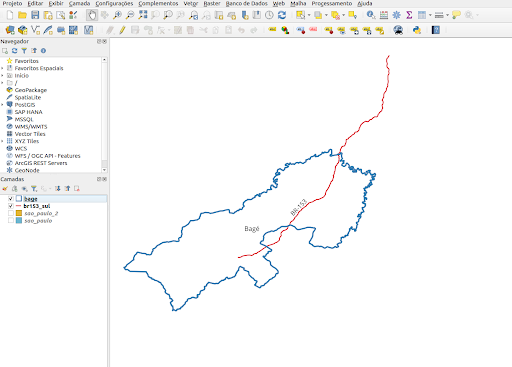 Projeto Editar Exibir Camada Configurações Complementos Vetor Raster Banco de Dados Web Malha Processamento Ajuda
Navegador
Favoritos
Favoritos Espaciais
Início
/
GeoPackage
SpatiaLite
PostGIS
SAP HANA
MSSQL
WMS/WMTS
Vector Tiles
XYZ Tiles
WCS
WFS / OGC API - Features
ArcGIS REST Servers
GeoNode
Camadas
bage
br153_sul
sao_paulo_2
sao_paulo
BR-153
Bagé